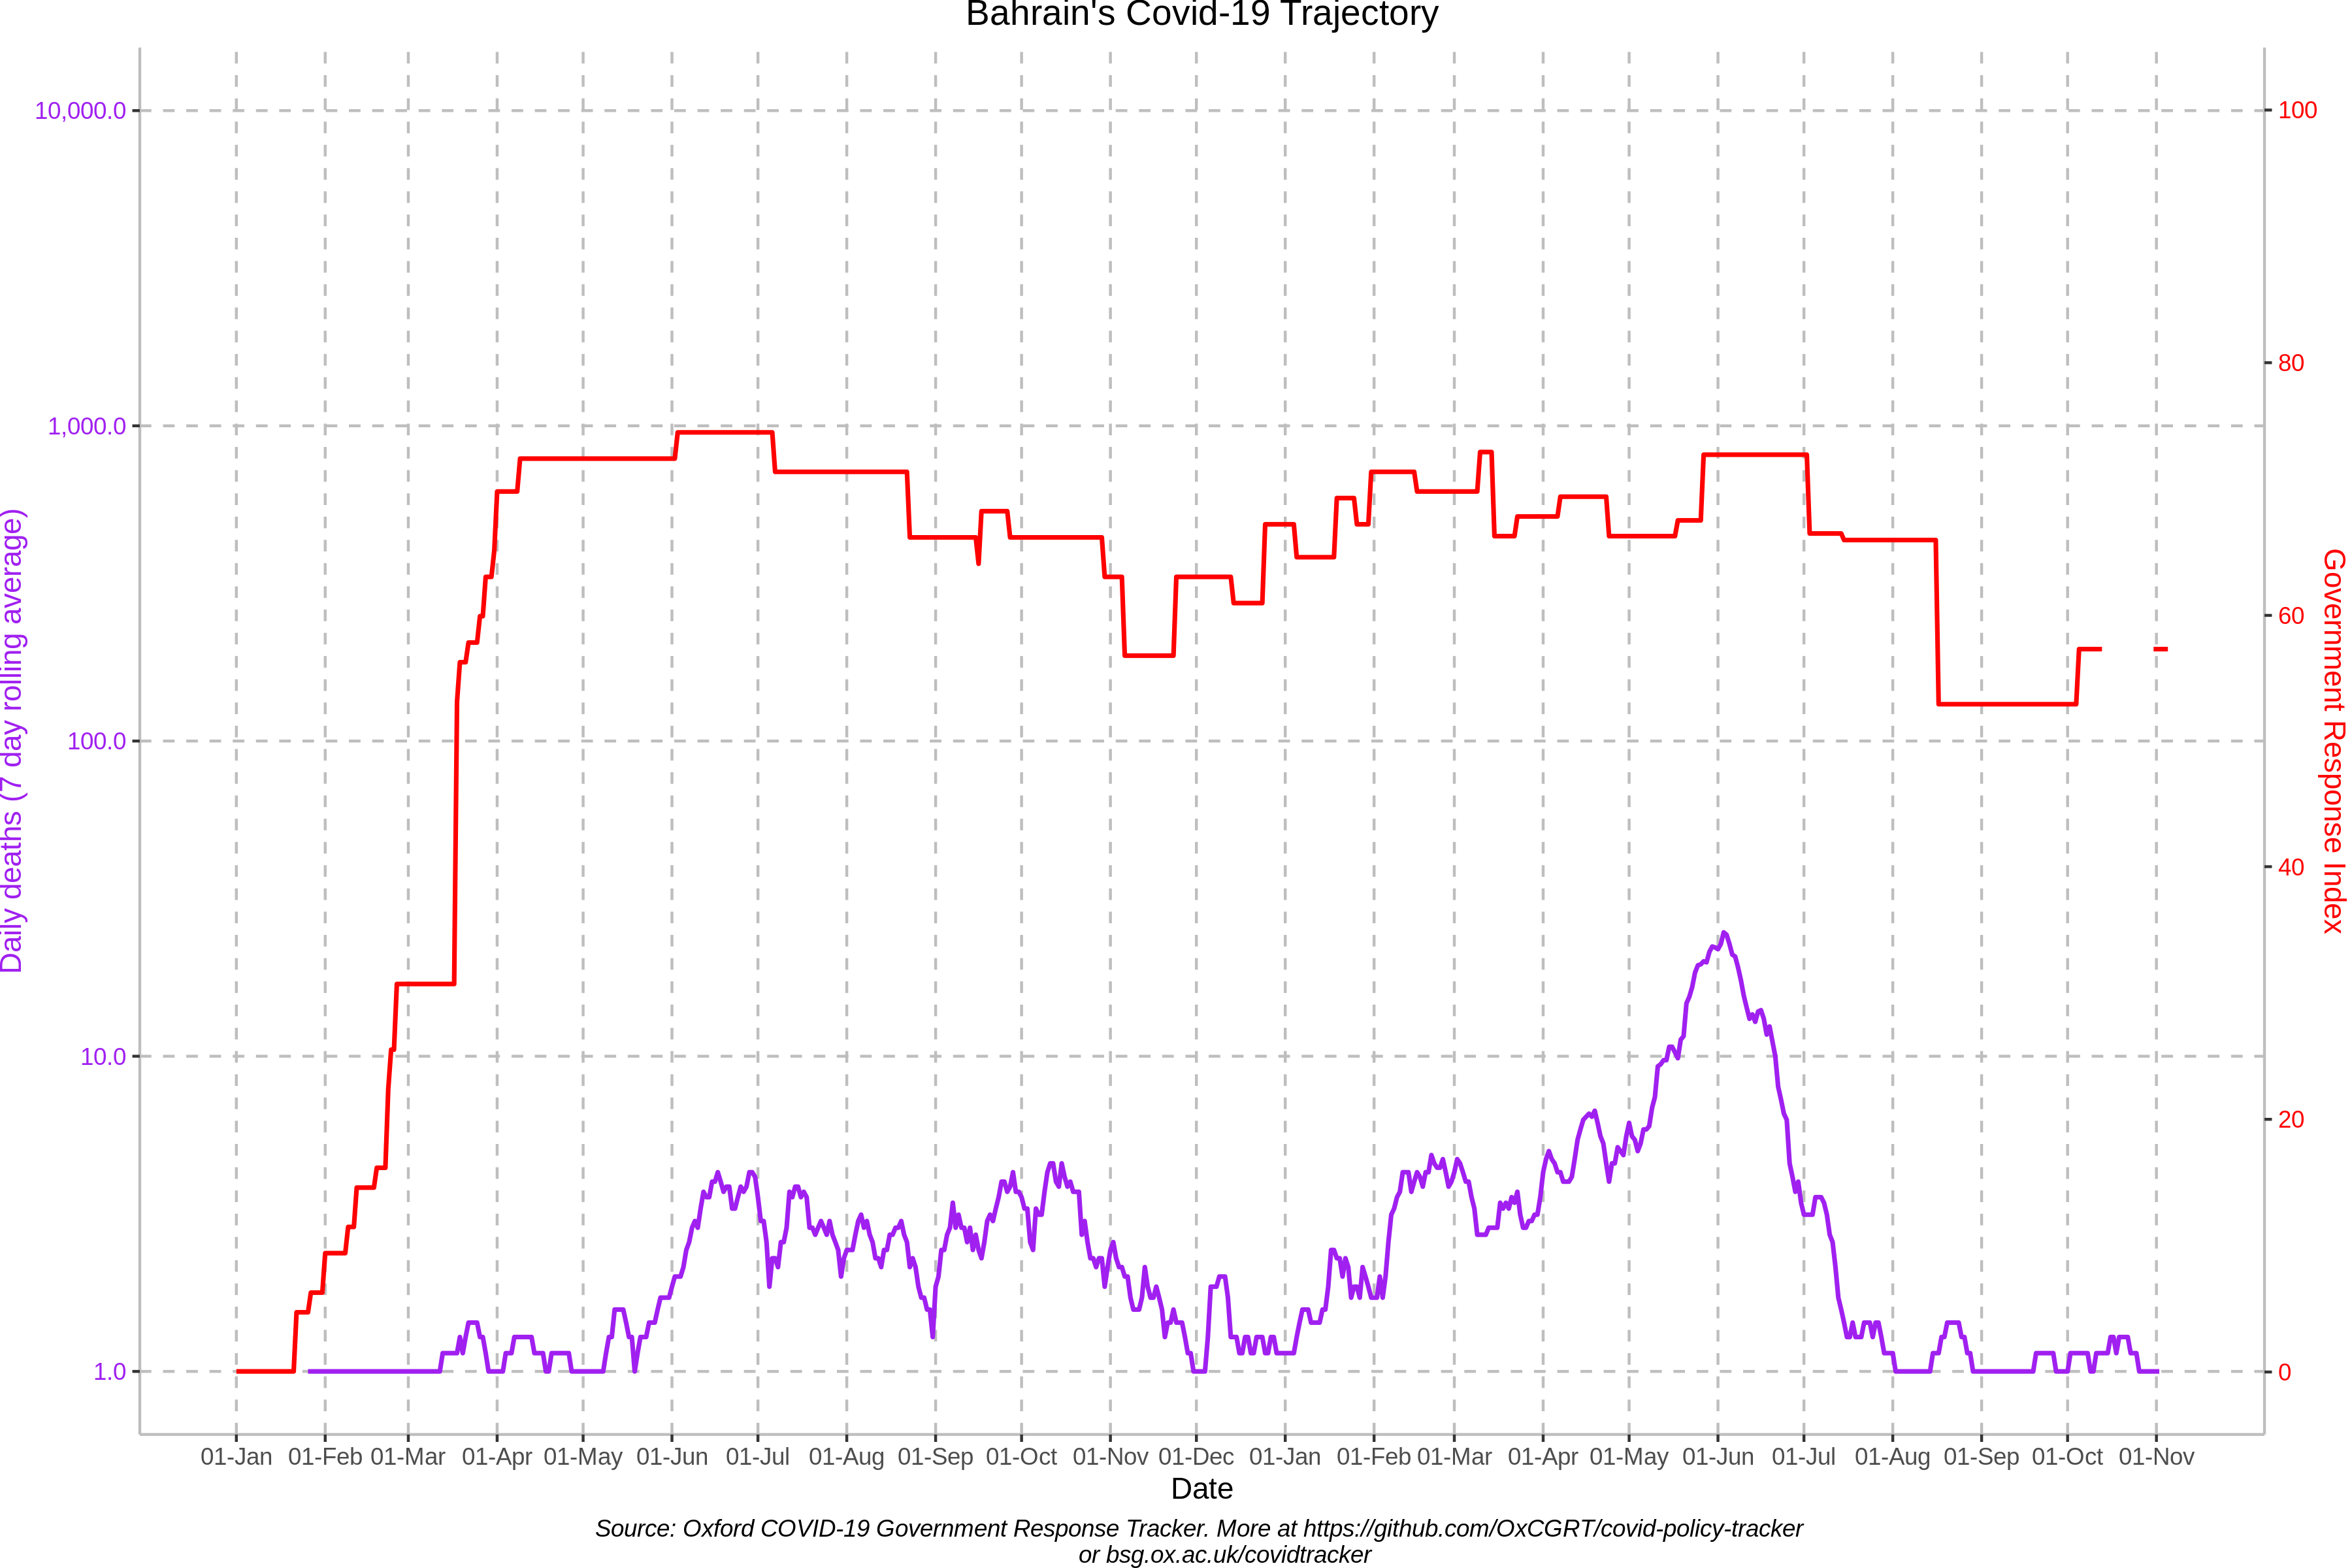 Bahrain's Covid-19 Trajectory
10,000.0
1,000.0
100.0
10.0
1.0
Daily deaths (7 day rolling average)
100
80
60
40
20
0
Government Response Index
01-Jan 01-Feb 01-Mar 01-Apr 01-May 01-Jun 01-Jul 01-Aug 01-Sep 01-Oct 01-Nov 01-Dec 01-Jan 01-Feb 01-Mar 01-Apr 01-May 01-Jun 01-Jul 01-Aug 01-Sep 01-Oct 01-Nov
Date
Source: Oxford COVID-19 Government Response Tracker. More at https://github.com/OxCGRT/covid-policy-tracker
or bsg.ox.ac.uk/covidtracker